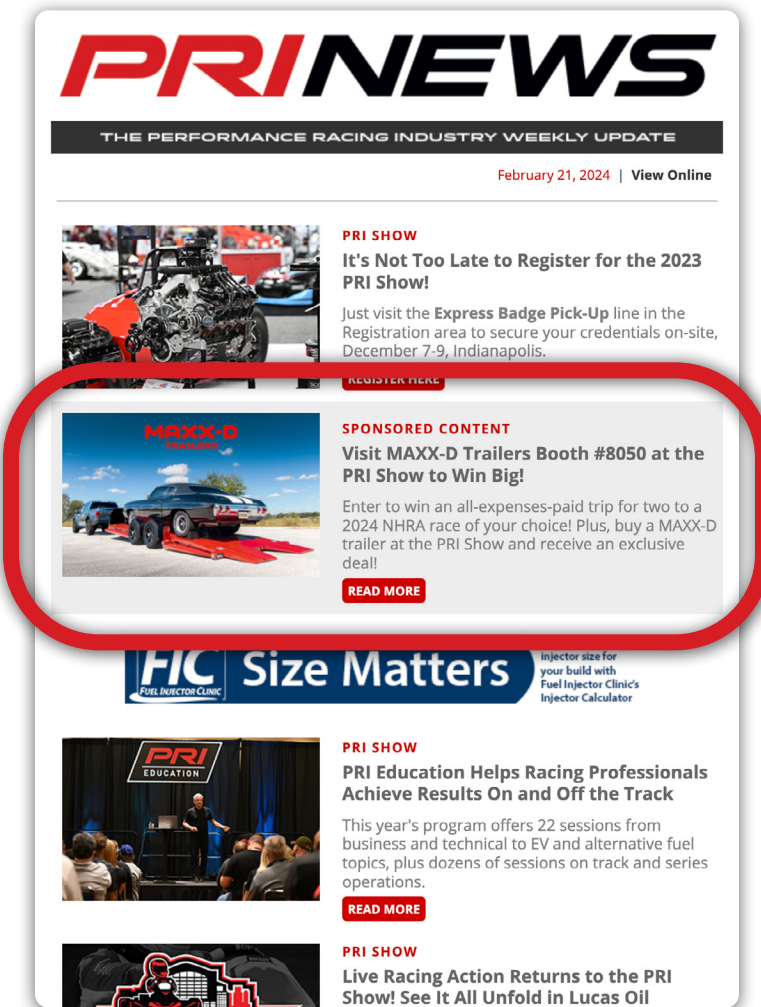 PRI NEWS
THE PERFORMANCE RACING INDUSTRY WEEKLY UPDATE
February 21, 2024 | View Online
PRI SHOW
It's Not Too Late to Register for the 2023
PRI Show!
Just visit the Express Badge Pick-Up line in the
Registration area to secure your credentials on-site,
December 7-9, Indianapolis.
REGISTER HERE
MAXX-D
TRAILERS
SPONSORED CONTENT
Visit MAXX-D Trailers Booth #8050 at the
PRI Show to Win Big!
Enter to win an all-expenses-paid trip for two to a
2024 NHRA race of your choice! Plus, buy a MAXX-D
trailer at the PRI Show and receive an exclusive
deal!
READ MORE
FIC
FUEL INJECTOR CLINIC
Size Matters
injector size for
your build with
Fuel Injector Clinic's
Injector Calculator
PRI
EDUCATION
PRI SHOW
PRI Education Helps Racing Professionals
Achieve Results On and Off the Track
This year's program offers 22 sessions from
business and technical to EV and alternative fuel
topics, plus dozens of sessions on track and series
operations.
READ MORE
PRI SHOW
Live Racing Action Returns to the PRI
Show! See It All Unfold in Lucas Oil